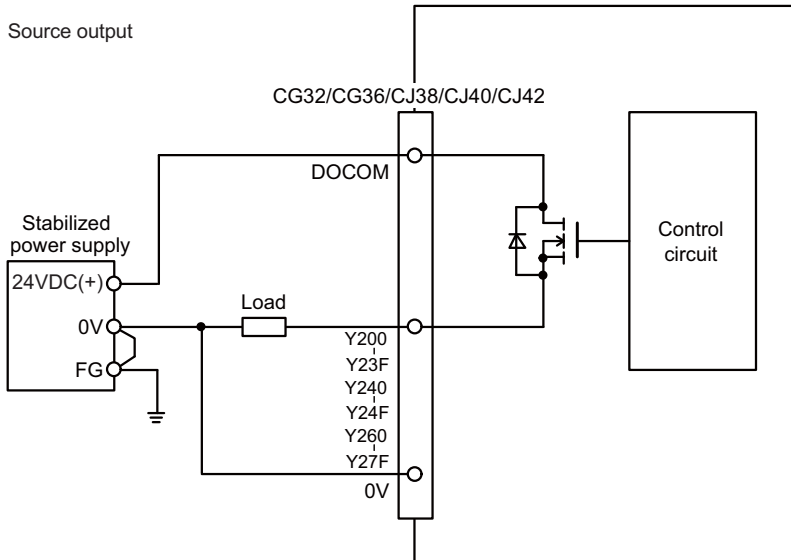 Source output
CG32/CG36/CJ38/CJ40/CJ42
DOCOM
Stabilized
power supply
24VDC(+)
0V
FG
Load
Y200
Y23F
Y240
Y24F
Y260
Y27F
0V
Control
circuit